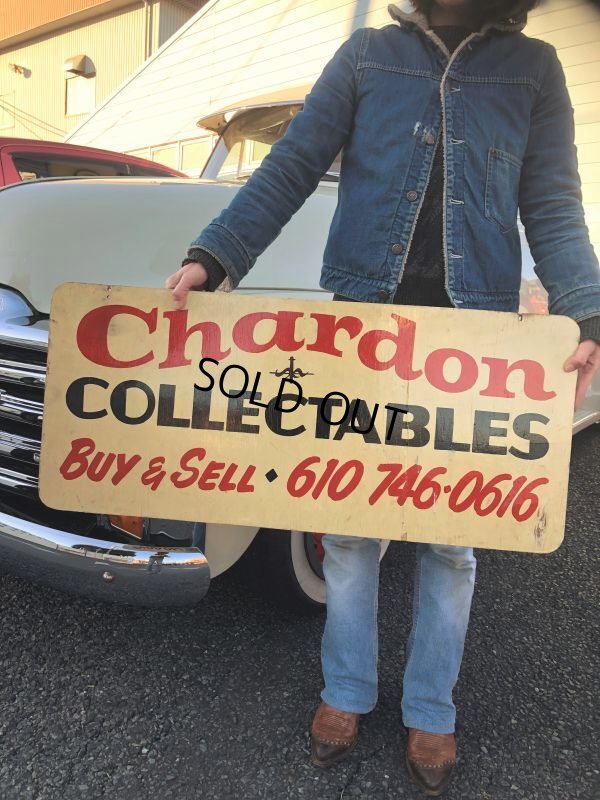 Chardon
COLLECTABLES
SOLD OUT
BUY & SELL • 610 746•0616